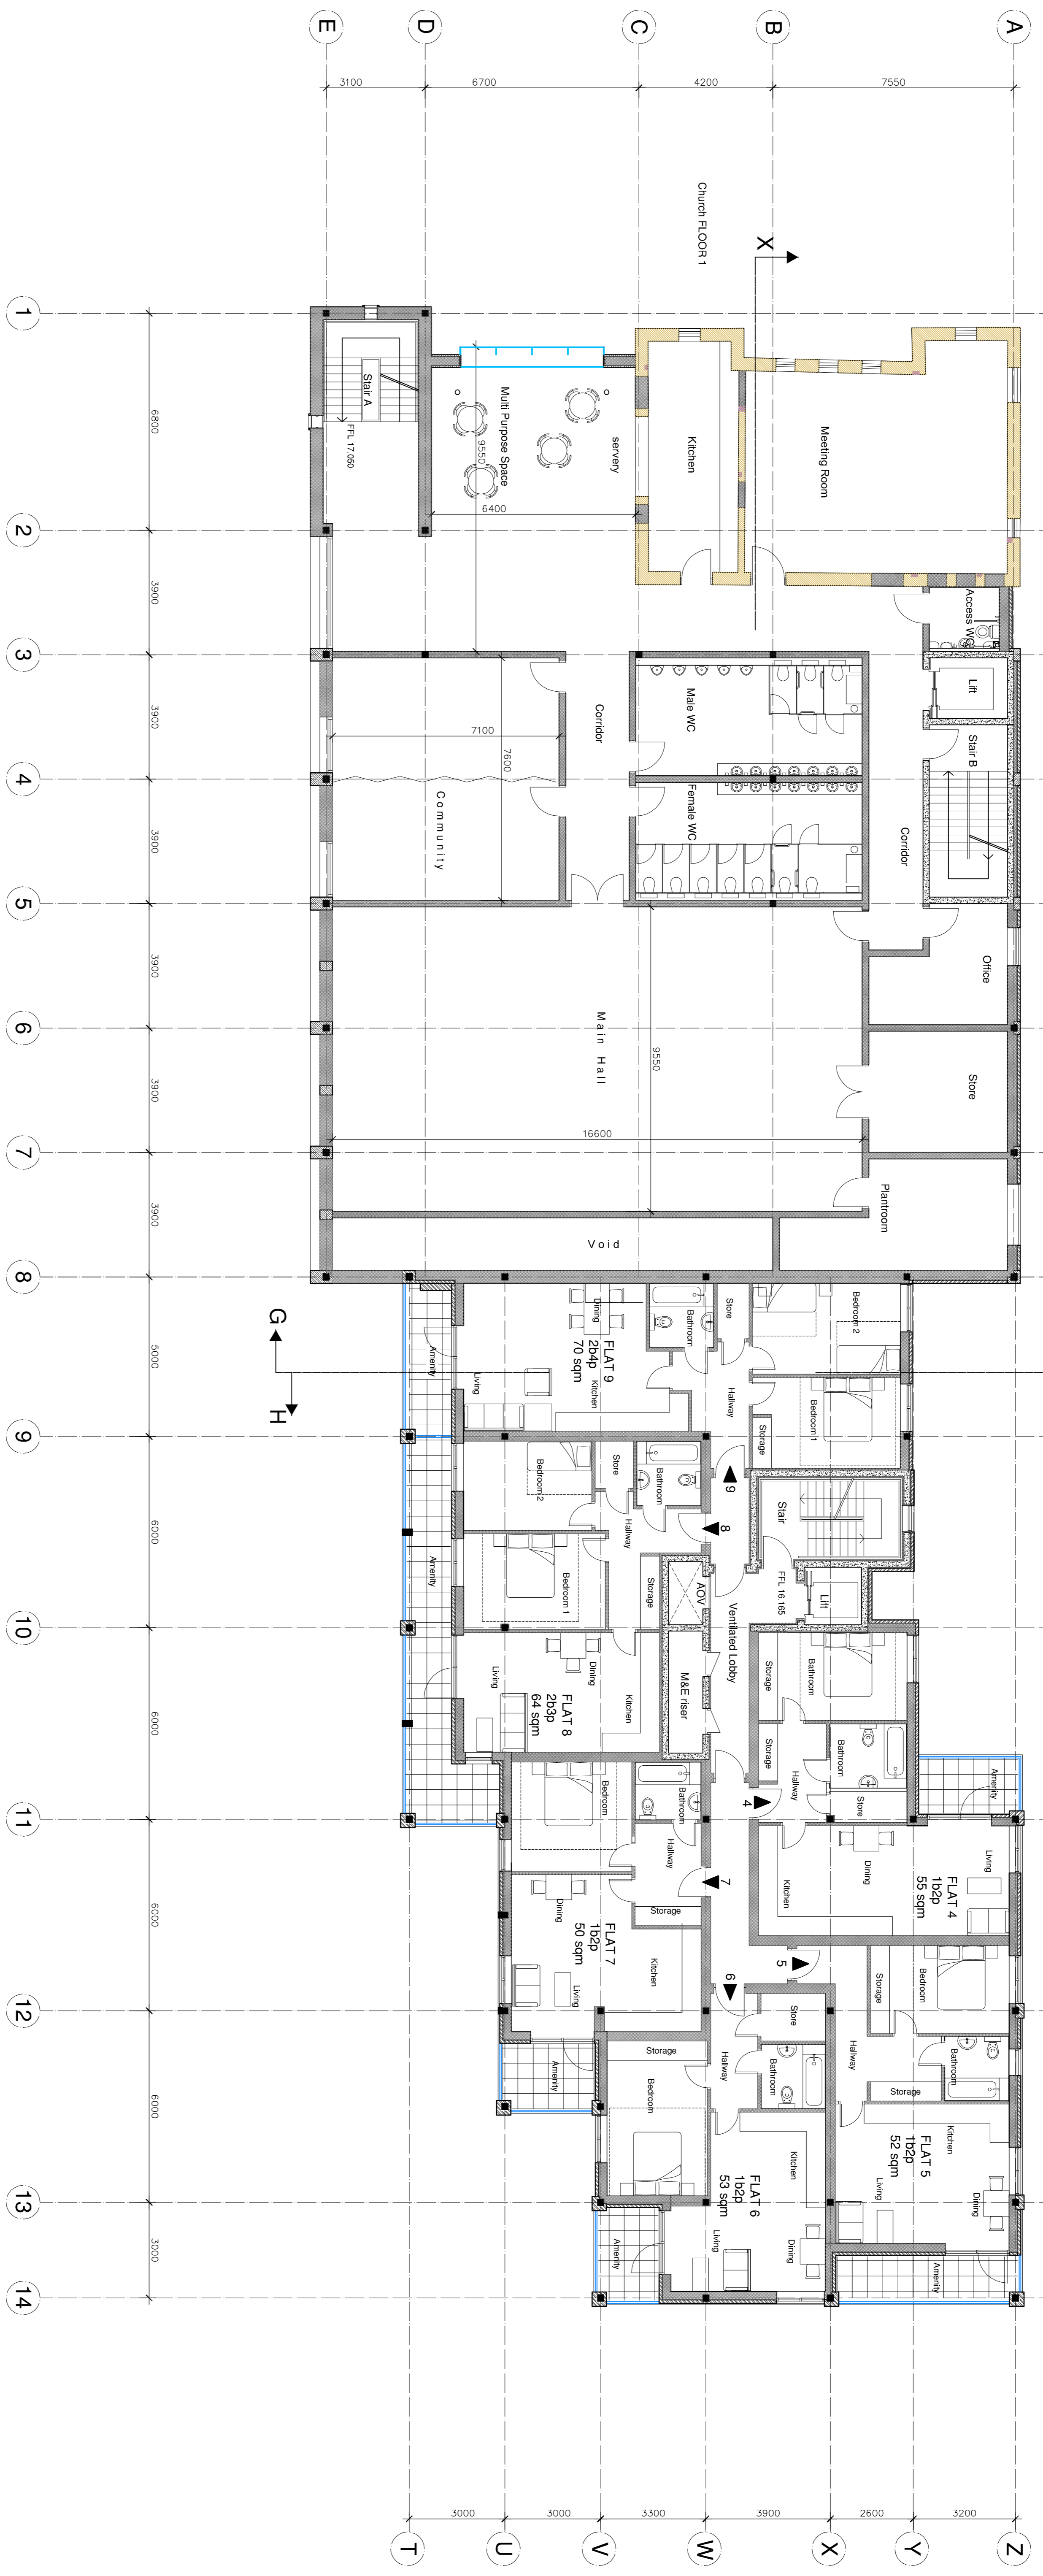 E
D
C
B
A
3100
6700
4200
7550
Church FLOOR 1
X
1
2
3
4
5
6
7
8
9
10
11
12
13
14
6800
3900
3900
3900
3900
3900
3900
5000
6000
6000
6000
6000
3000
Stair A
FFL 17.050
Multi Purpose Space
9550
servery
6400
Kitchen
Meeting Room
Access WC
Lift
Stair B
Corridor
Male WC
Female WC
Corridor
7100
7600
Community
Main Hall
9550
16600
Office
Store
Plantroom
Void
G
H
Amenity
Living
Dining
Kitchen
FLAT 9
2b4p
70 sqm
Bathroom
Store
Hallway
Bedroom 2
Bedroom 1
Storage
9
8
Stair
Lift
FFL 16.165
Ventilated Lobby
AOV
M&E riser
Bathroom
Store
Hallway
Bedroom 2
Bedroom 1
Storage
Amenity
Living
Dining
Kitchen
FLAT 8
2b3p
64 sqm
Bathroom
Storage
Storage
Bathroom
Hallway
Store
Amenity
4
Living
Dining
Kitchen
FLAT 4
1b2p
55 sqm
Bedroom
Bathroom
Hallway
7
Storage
Dining
Living
Kitchen
FLAT 7
1b2p
50 sqm
Amenity
5
6
Bedroom
Storage
Hallway
Bathroom
Storage
Kitchen
FLAT 5
1b2p
52 sqm
Living
Dining
Amenity
Store
Hallway
Bathroom
Storage
Bedroom
Kitchen
FLAT 6
1b2p
53 sqm
Living
Dining
Amenity
3000
3000
3300
3900
2600
3200
T
U
V
W
X
Y
Z